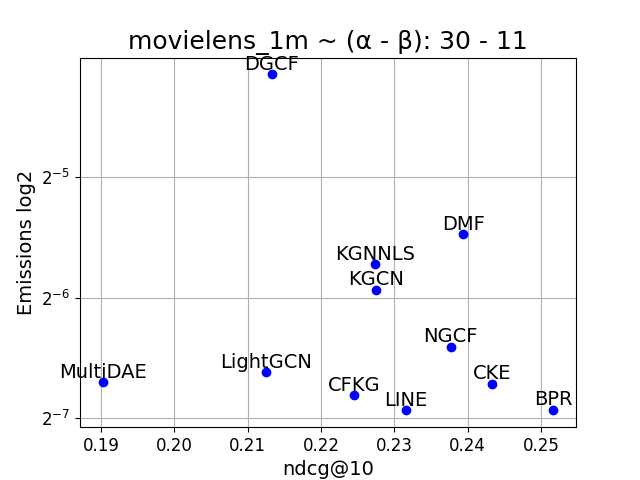 movielens_1m ~ (α - β): 30 - 11
DGCF
2⁻⁵
DMF
KGNNLS
KGCN
2⁻⁶
NGCF
LightGCN
MultiDAE
CKE
CFKG
BPR
LINE
2⁻⁷
Emissions log2
0.19 0.20 0.21 0.22 0.23 0.24 0.25
ndcg@10